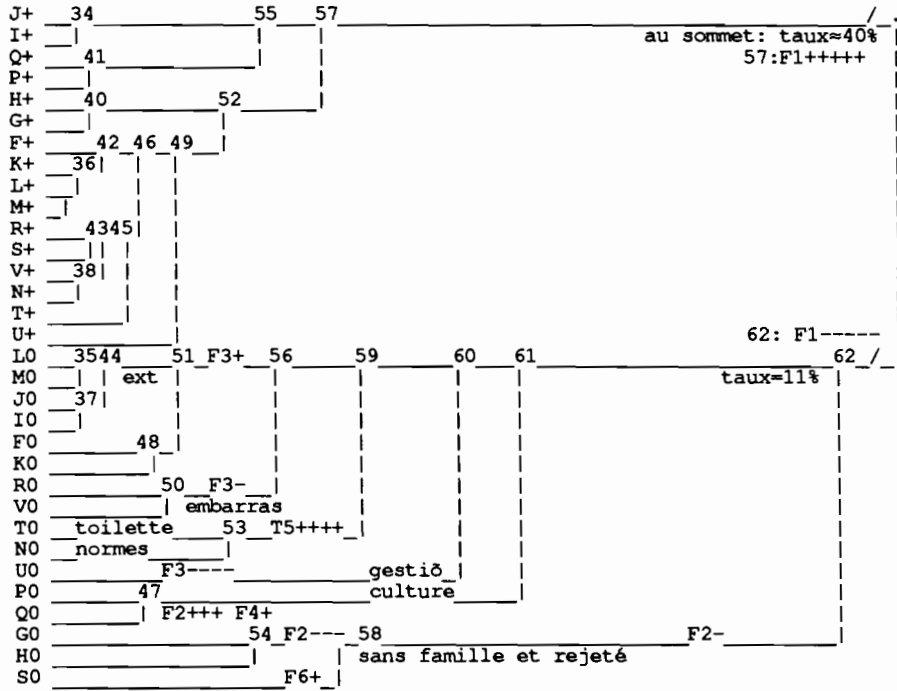 J+ 34 55 57 / .
I+ au sommet: taux≈40%
Q+ 41 57:F1+++++
P+
H+ 40 52
G+
F+ 42 46 49
K+ 36
L+
M+
R+ 4345
S+
V+ 38
N+
T+
U+ 62: F1-----
L0 35 44 51 F3+ 56 59 60 61 62 /
M0 ext taux=11%
J0 37
I0
F0 48
K0
R0 50 F3-
V0 embarras
T0 toilette 53 T5++++
N0 normes
U0 F3---- gestiõ
P0 47 culture
Q0 F2+++ F4+
G0 54 F2--- 58 F2-
H0 sans famille et rejeté
S0 F6+